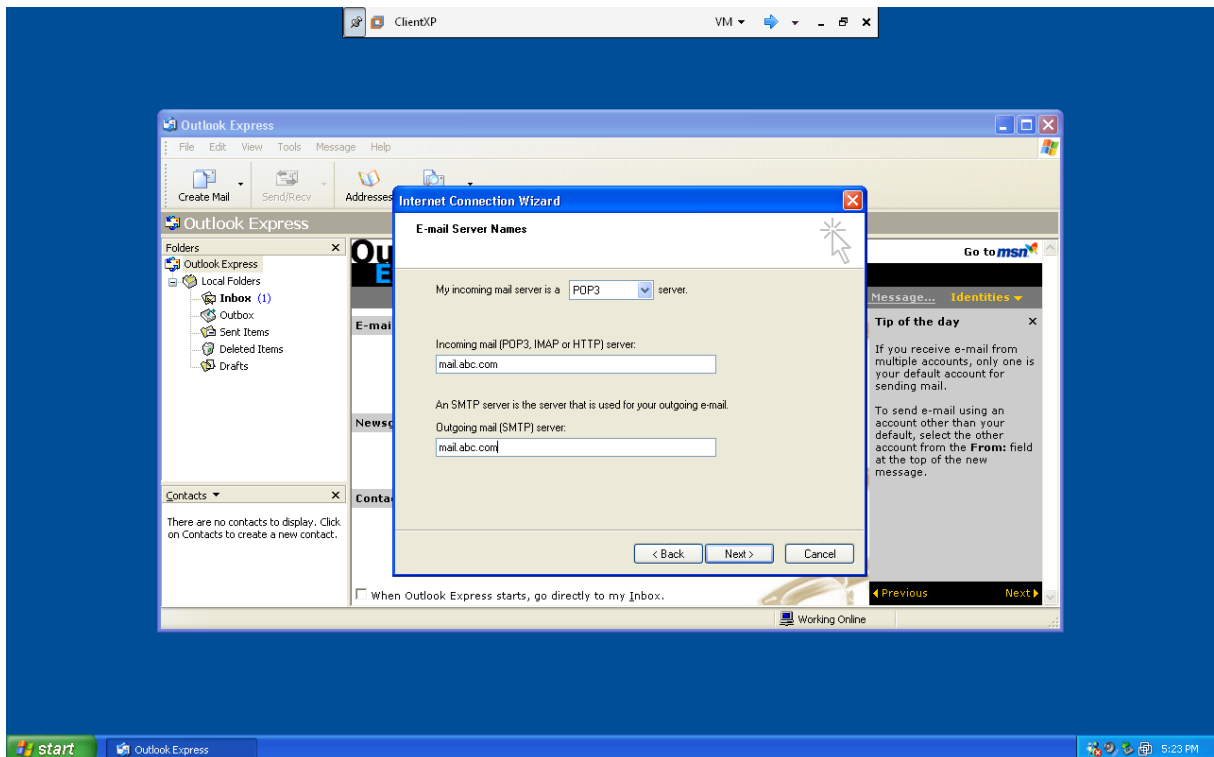 ClientXP
VM
Outlook Express
File Edit View Tools Message Help
Create Mail
Send/Recv
Addresses
Outlook Express
Folders
Outlook Express
Local Folders
Inbox (1)
Outbox
Sent Items
Deleted Items
Drafts
Contacts
There are no contacts to display. Click
on Contacts to create a new contact.
Go to msn
Message... Identities
Internet Connection Wizard
E-mail Server Names
My incoming mail server is a POP3 server.
Incoming mail (POP3, IMAP or HTTP) server:
mail.abc.com
An SMTP server is the server that is used for your outgoing e-mail.
Outgoing mail (SMTP) server:
mail.abc.com
< Back
Next >
Cancel
Tip of the day
If you receive e-mail from
multiple accounts, only one is
your default account for
sending mail.
To send e-mail using an
account other than your
default, select the other
account from the From: field
at the top of the new
message.
Previous Next
When Outlook Express starts, go directly to my Inbox.
Working Online
start
Outlook Express
5:23 PM